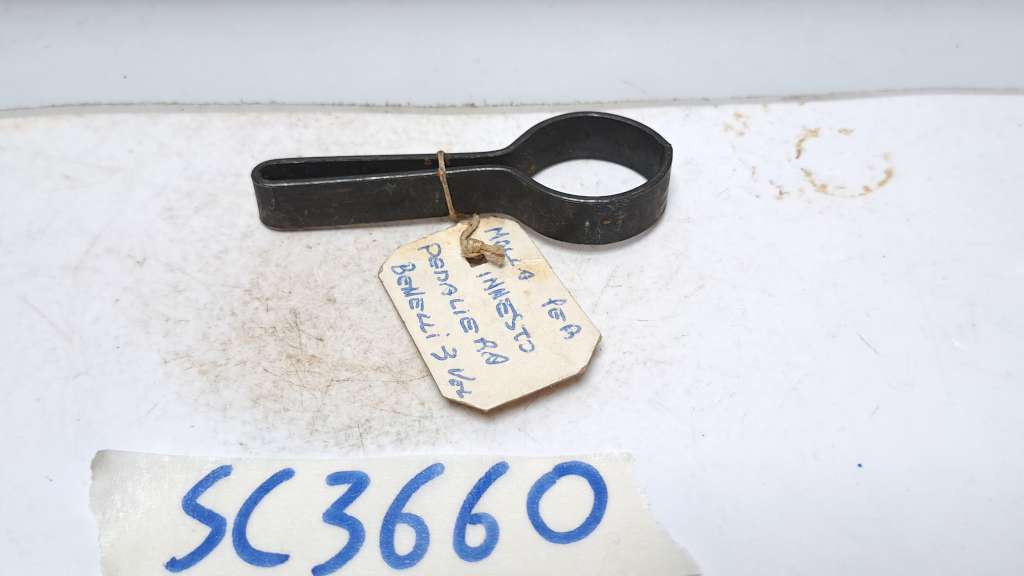 MOLLA PER
INNESTO
PEDALIERA
BENELLI 3 Vel
SC3660